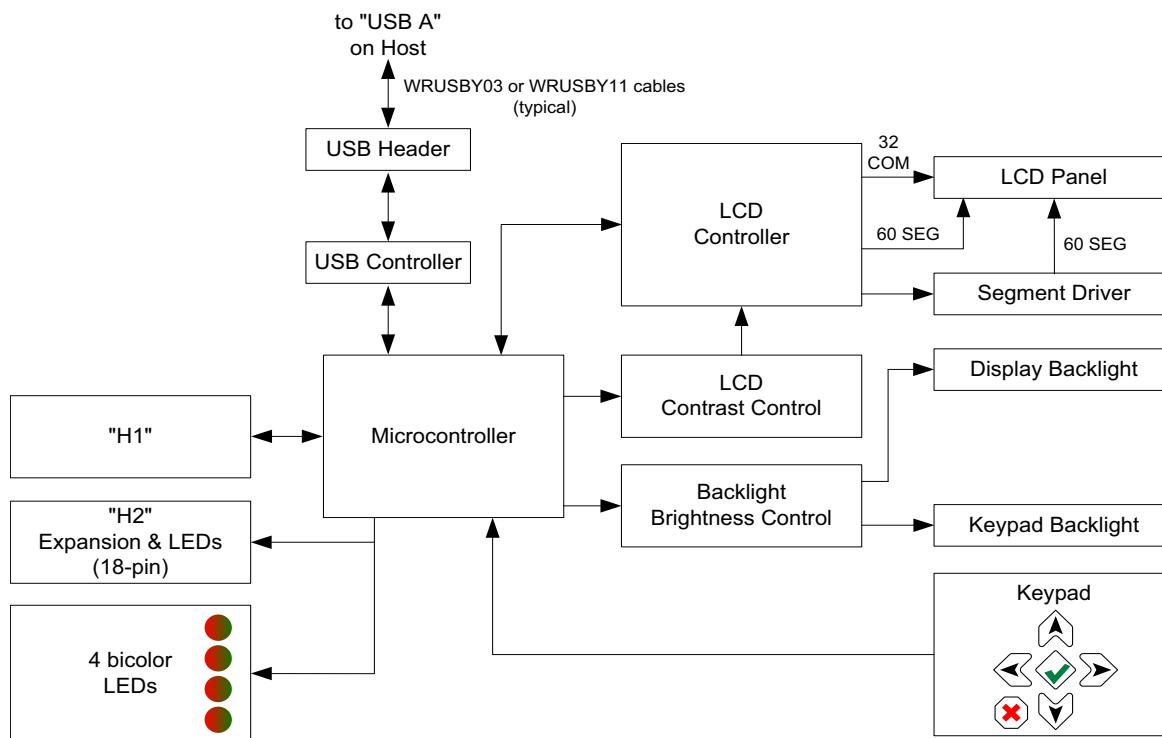 to "USB A"
on Host
WRUSBY03 or WRUSBY11 cables
(typical)
USB Header
USB Controller
Microcontroller
"H1"
"H2"
Expansion & LEDs
(18-pin)
4 bicolor
LEDs
LCD
Controller
32
COM
60 SEG
LCD Panel
60 SEG
Segment Driver
LCD
Contrast Control
Display Backlight
Backlight
Brightness Control
Keypad Backlight
Keypad